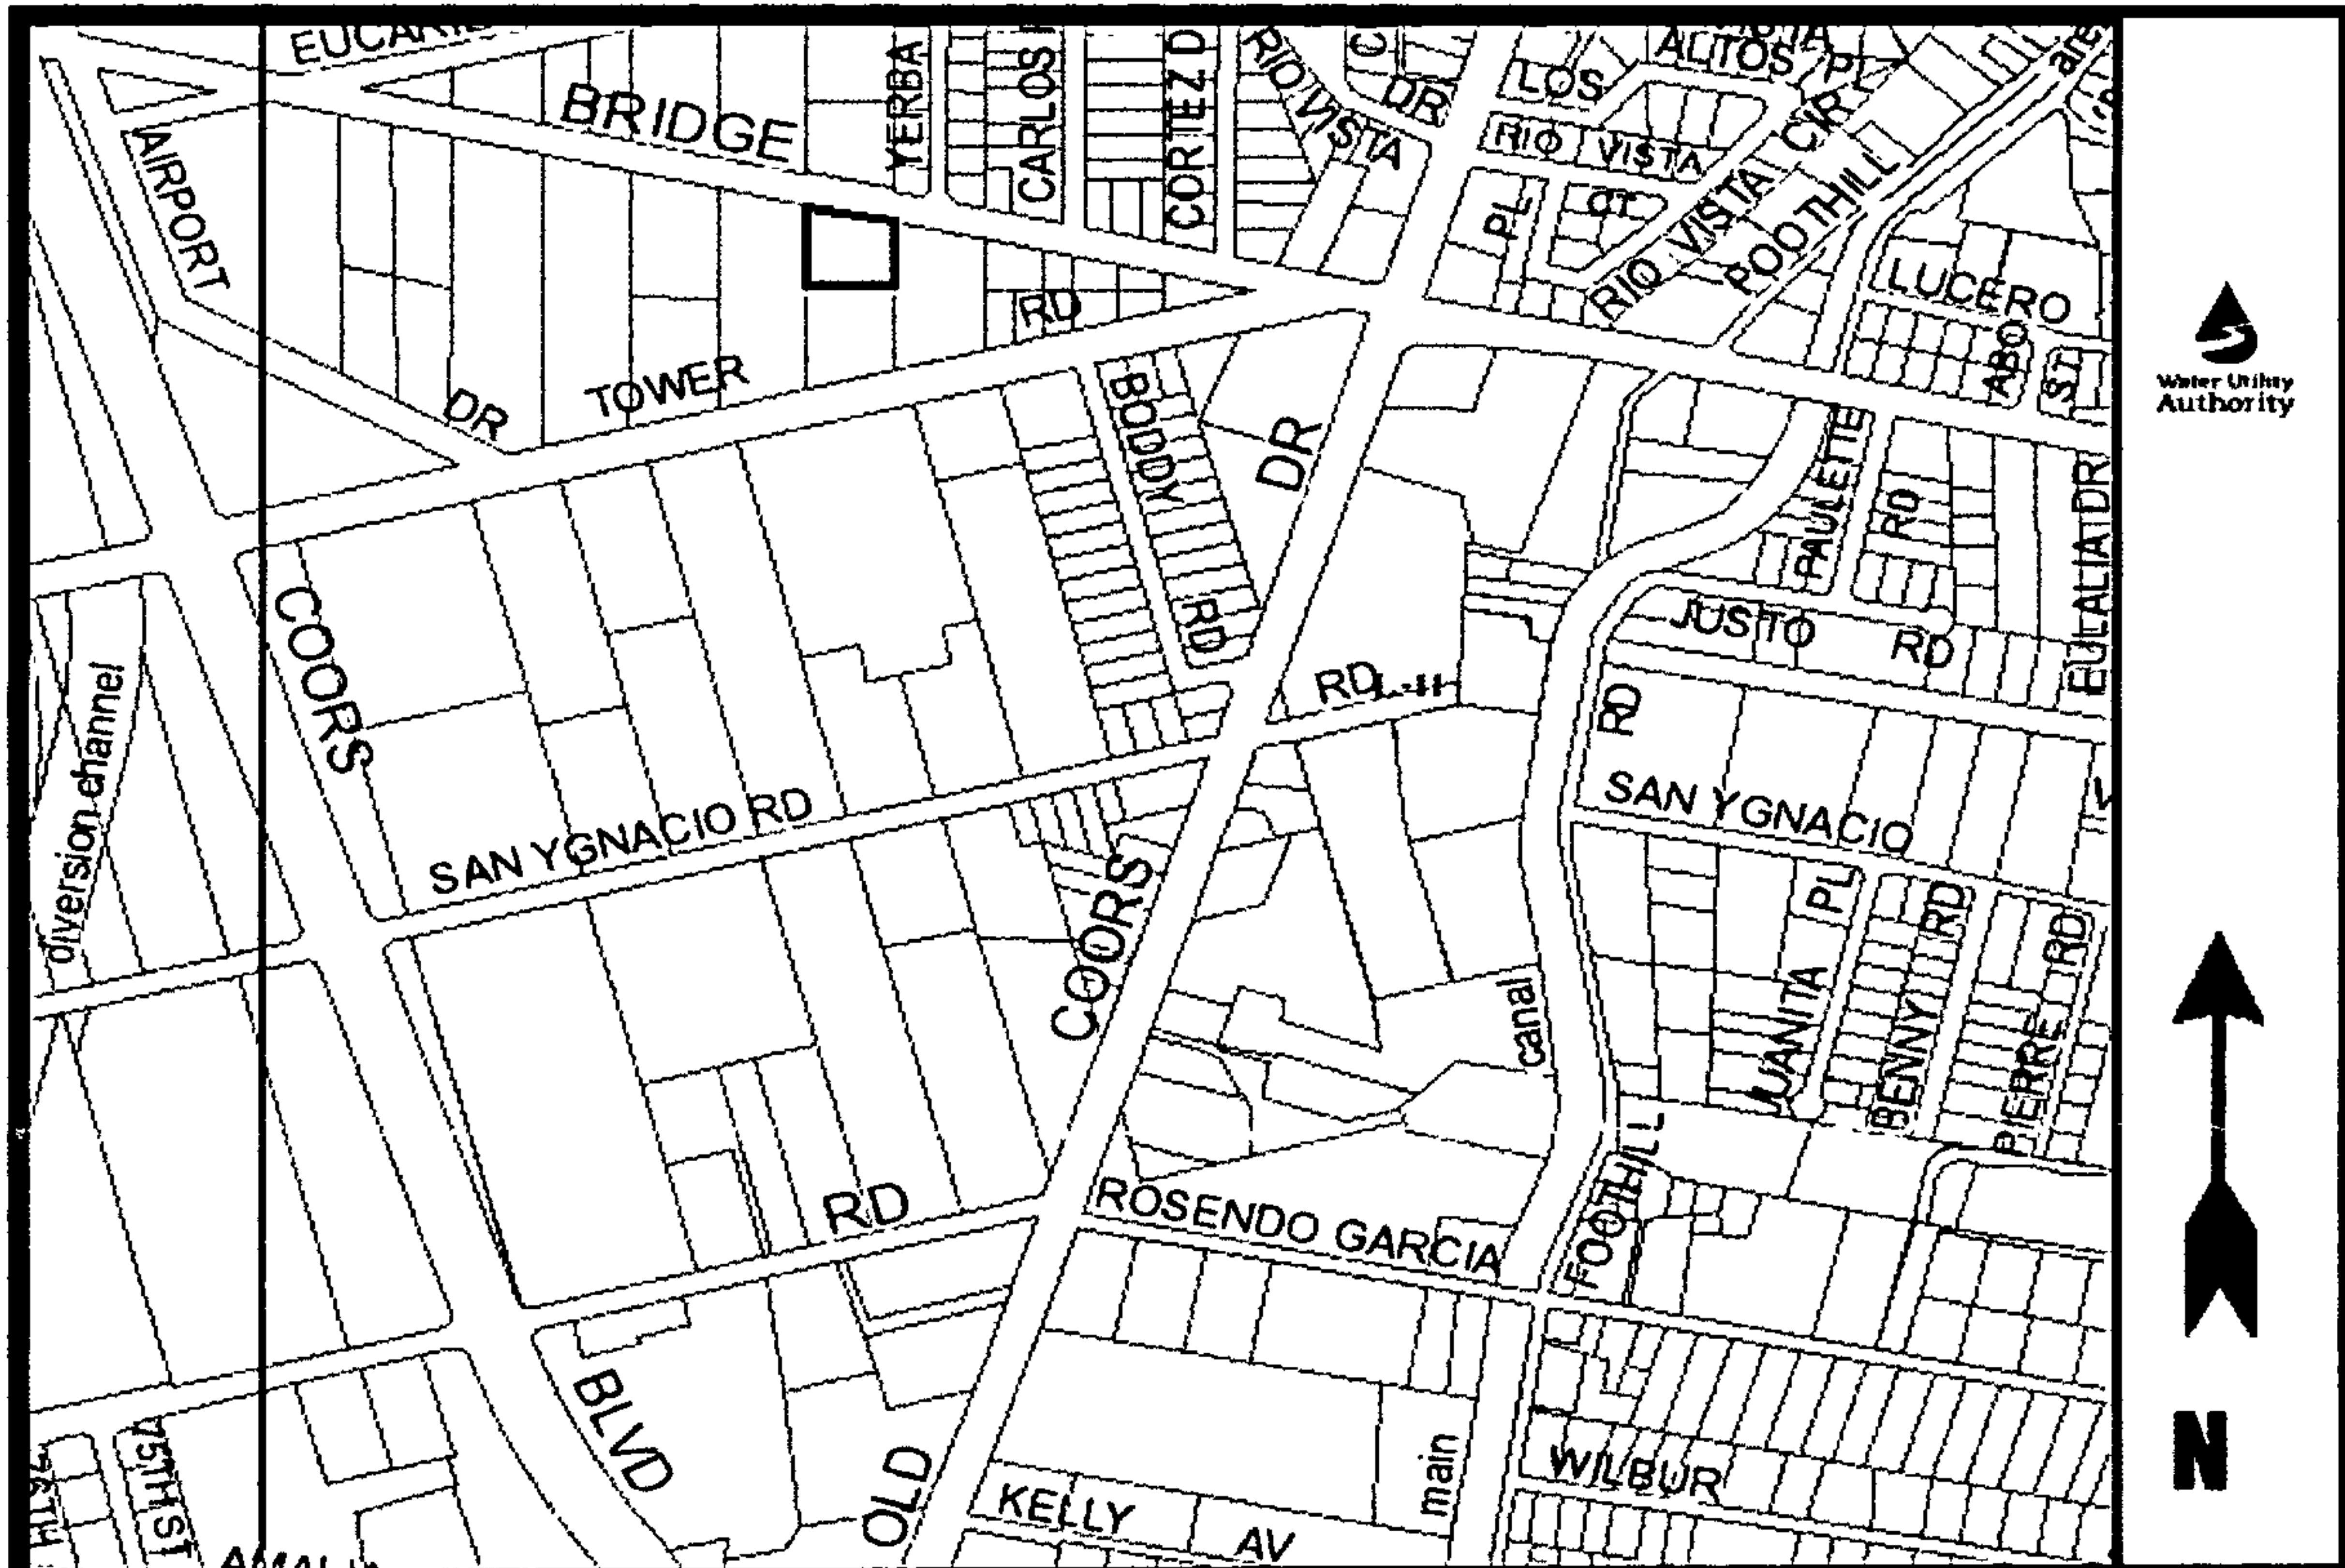 BRIDGE
YERBA
CARLOS
CORTEZ D
RIO VISTA
DR
LOS
ALTOS PL
RIO VISTA
CT
PL
RIO VISTA CIR
FOOTHILL
LUCERO
ABO
ST
AIRPORT
DR
TOWER
RD
BODDY
RD
DR
PAULETTE
RD
EULALIA DR
JUSTO RD
COORS
diversion channel
RD
RD
SAN YGNACIO RD
SAN YGNACIO
COORS
JUANITA PL
BENNY RD
PIERRE RD
canal
RD
ROSENDO GARCIA
FOOTHILL
BLVD
75TH ST
OLD
KELLY
AV
main
WILBUR
Water Utility
Authority
N